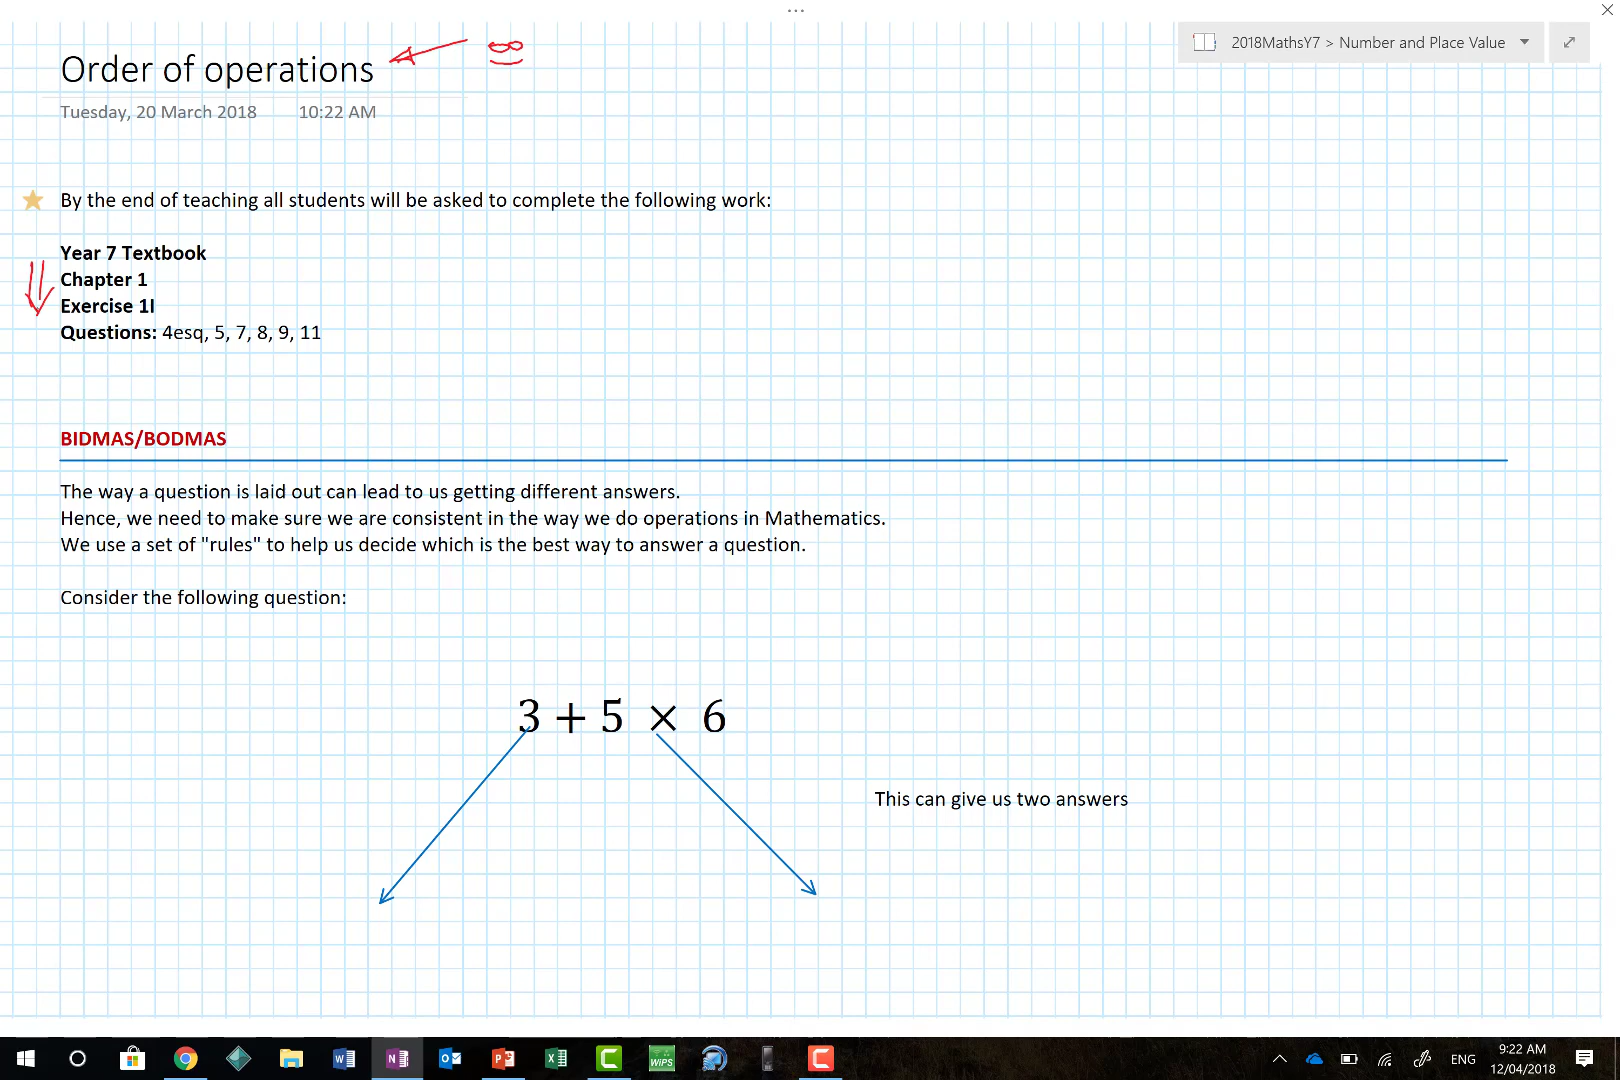 2018MathsY7 > Number and Place Value
Order of operations
Tuesday, 20 March 2018 10:22 AM
By the end of teaching all students will be asked to complete the following work:
Year 7 Textbook
Chapter 1
Exercise 1I
Questions: 4esq, 5, 7, 8, 9, 11
BIDMAS/BODMAS
The way a question is laid out can lead to us getting different answers.
Hence, we need to make sure we are consistent in the way we do operations in Mathematics.
We use a set of "rules" to help us decide which is the best way to answer a question.
Consider the following question:
3 + 5 × 6
This can give us two answers
WiPS
ENG
9:22 AM
12/04/2018